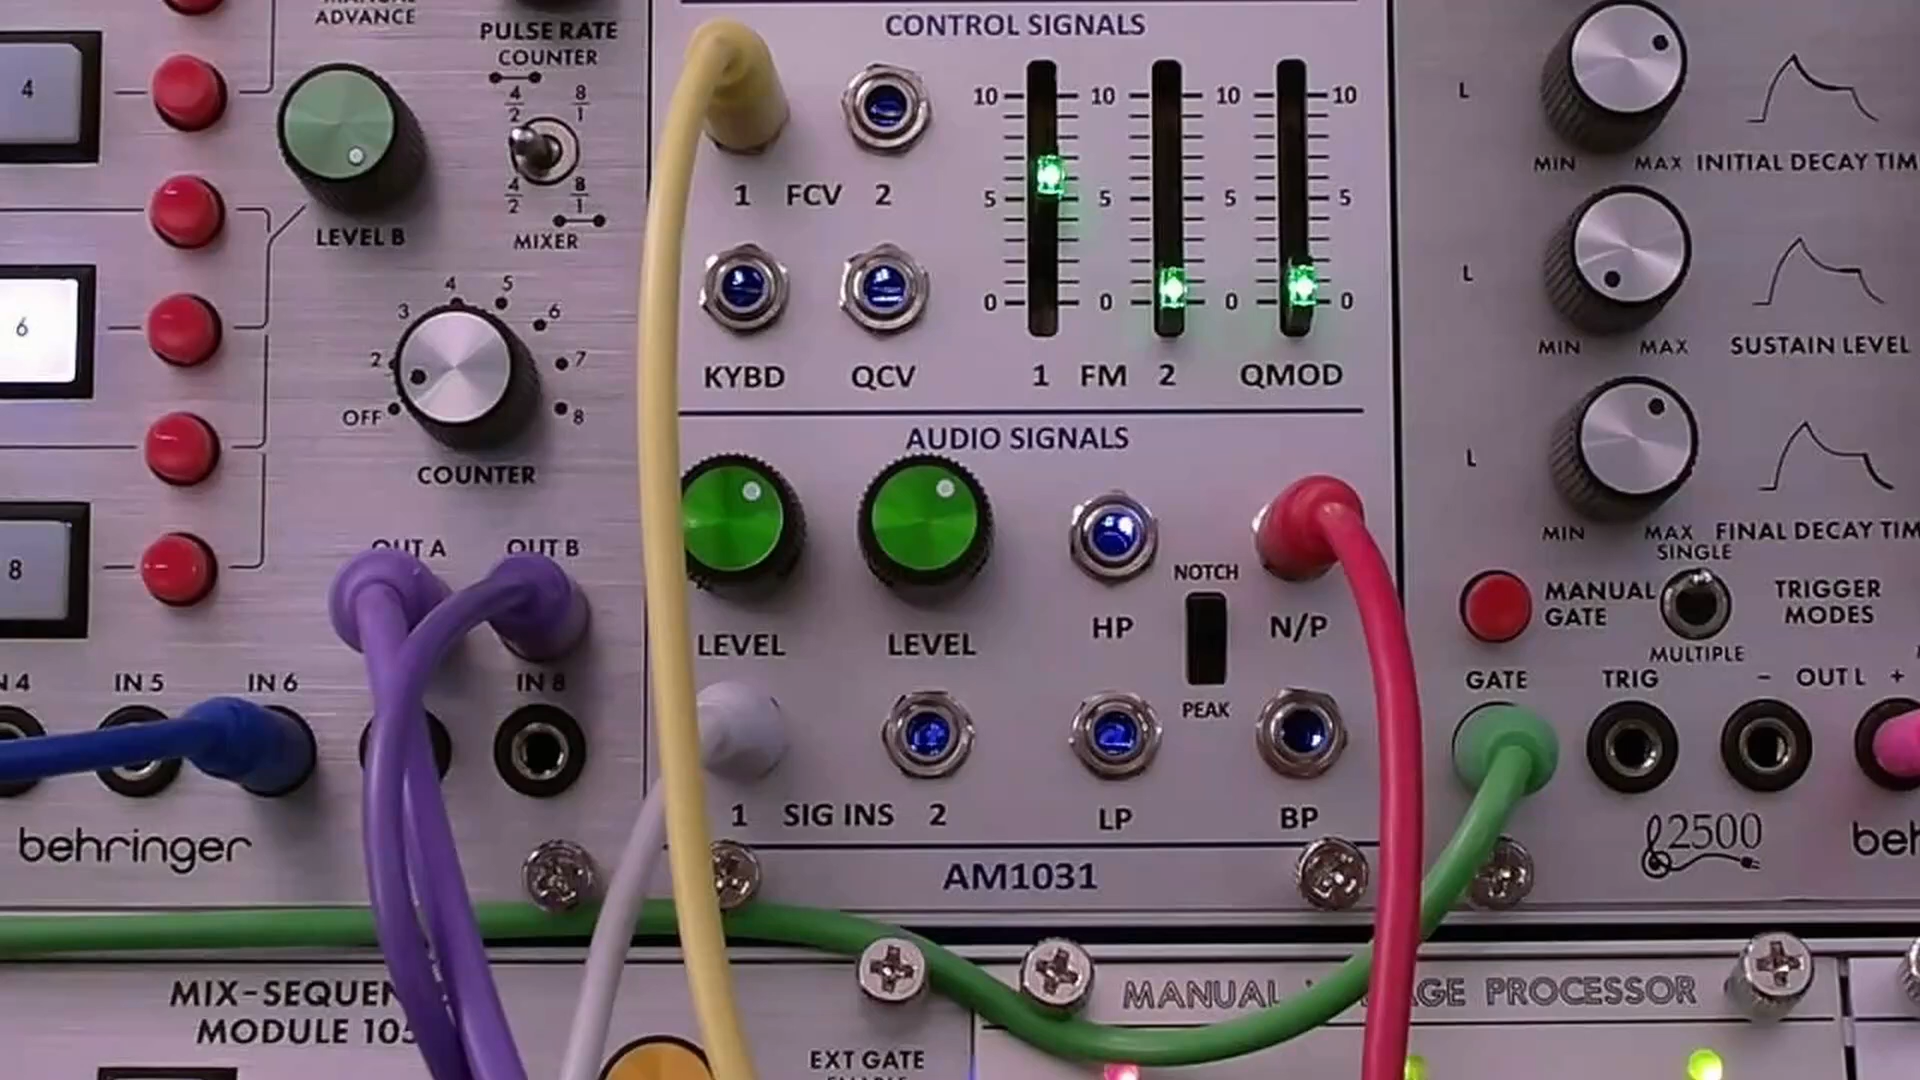 MANUAL
ADVANCE
PULSE RATE
COUNTER
4 8
2 1
4 8
2 1
MIXER
4
LEVEL B
3 4 5 6
2 7
OFF 8
COUNTER
6
8
OUT A OUT B
IN 5 IN 6 IN 8
behringer
CONTROL SIGNALS
10 10 10 10
5 5 5 5
0 0 0 0
1 FCV 2
KYBD QCV
1 FM 2 QMOD
AUDIO SIGNALS
LEVEL LEVEL
HP
NOTCH
N/P
PEAK
1 SIG INS 2
LP BP
AM1031
L
MIN MAX INITIAL DECAY TIM
L
MIN MAX SUSTAIN LEVEL
L
MIN MAX FINAL DECAY TIM
SINGLE
MANUAL
GATE
TRIGGER
MODES
MULTIPLE
GATE TRIG - OUT L +
2500
beh
MIX-SEQUEN
MODULE 105
EXT GATE
MANUAL AGE PROCESSOR